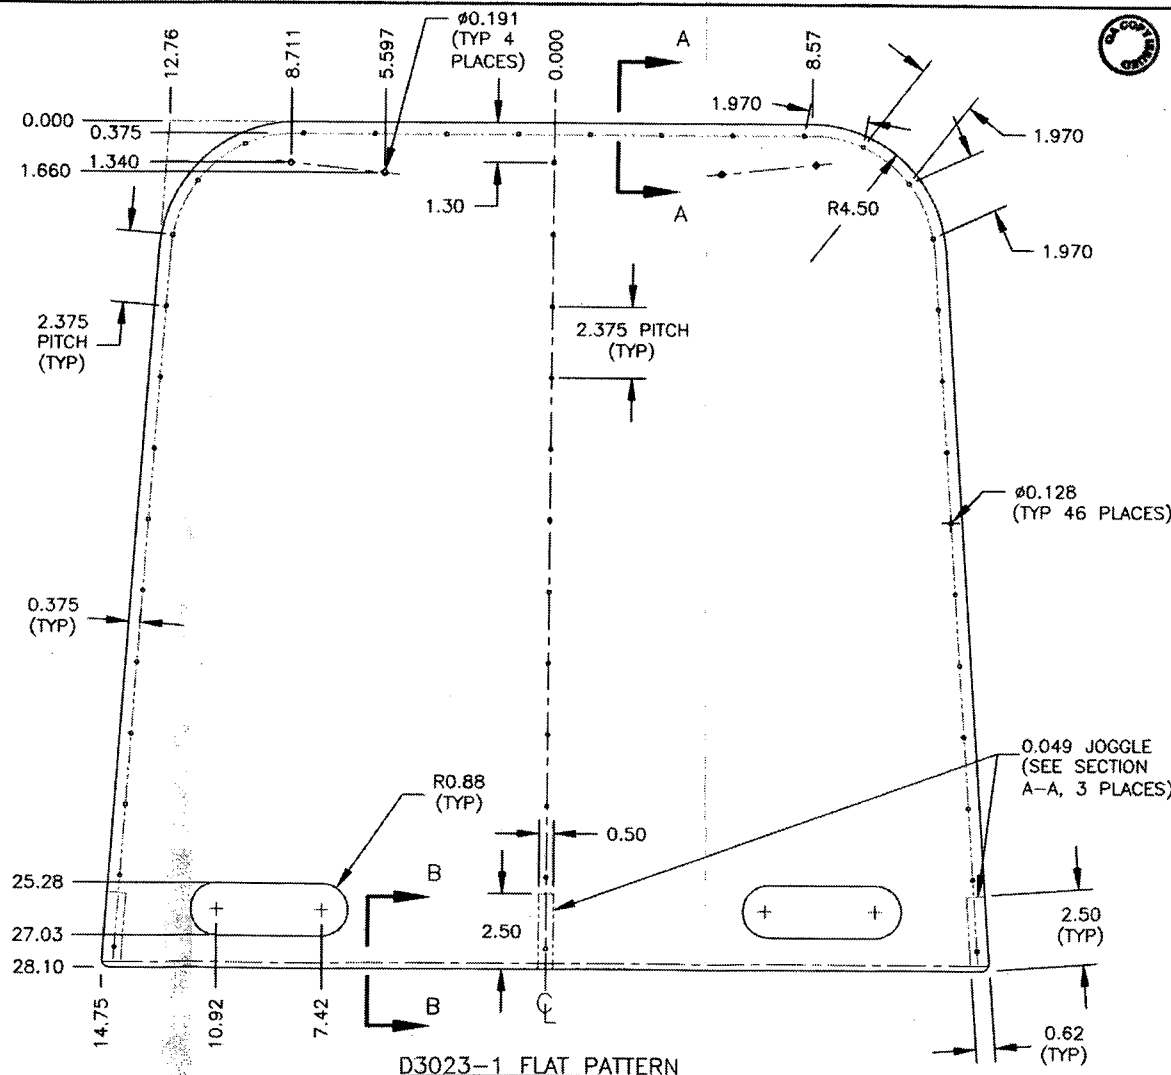 12.76
8.711
5.597
Ø0.191
(TYP 4
PLACES)
0.000
A
8.57
1.970
1.970
0.000
0.375
1.340
1.660
1.30
A
R4.50
1.970
2.375
PITCH
(TYP)
2.375 PITCH
(TYP)
Ø0.128
(TYP 46 PLACES)
0.375
(TYP)
0.049 JOGGLE
(SEE SECTION
A-A, 3 PLACES)
R0.88
(TYP)
0.50
25.28
B
2.50
2.50
(TYP)
27.03
28.10
14.75
10.92
7.42
B
CL
0.62
(TYP)
D3023-1 FLAT PATTERN